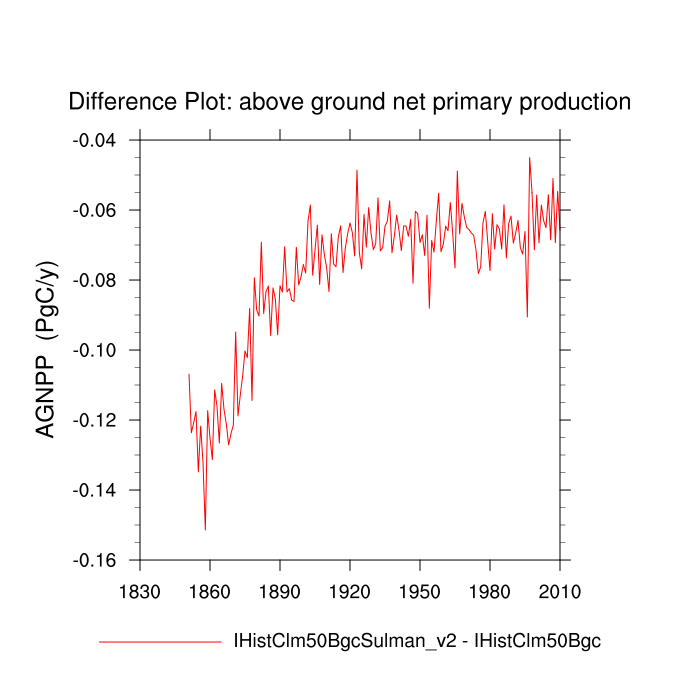 Difference Plot: above ground net primary production
AGNPP (PgC/y)
-0.04
-0.06
-0.08
-0.10
-0.12
-0.14
-0.16
1830 1860 1890 1920 1950 1980 2010
IHistClm50BgcSulman_v2 - IHistClm50Bgc